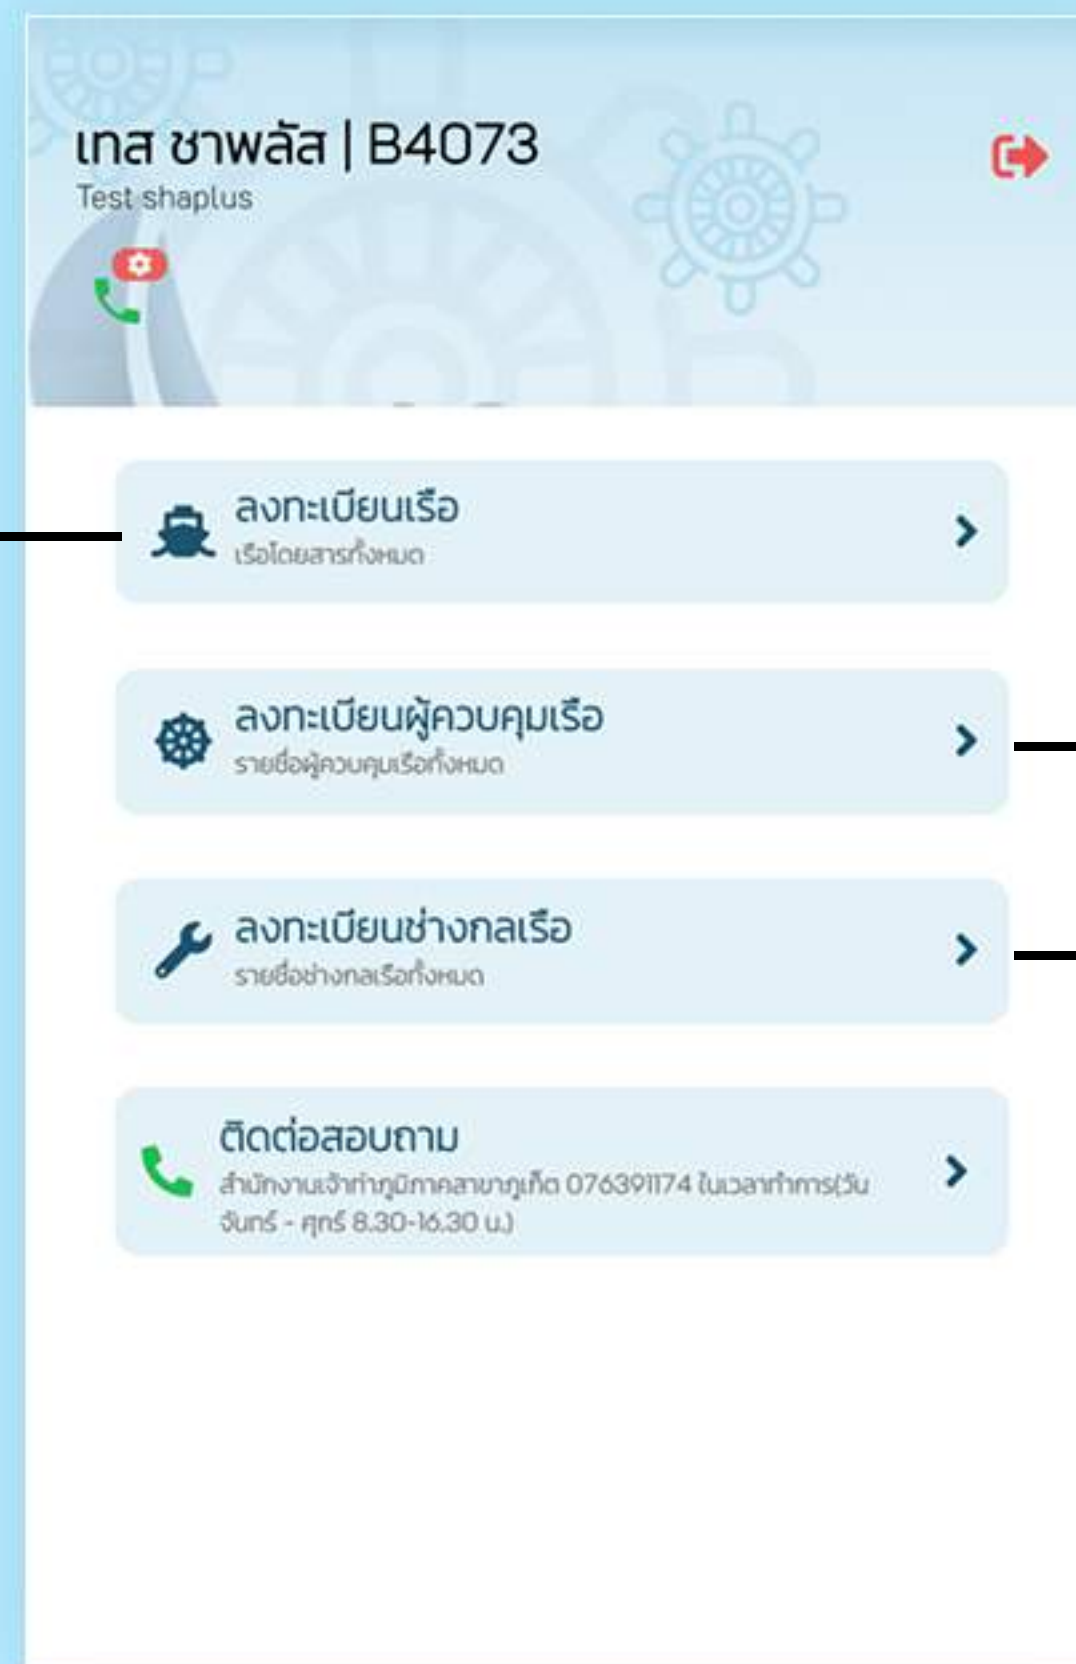 เทส ชาพลัส | B4073
Test shaplus
ลงทะเบียนเรือ
เรือโดยสารทั้งหมด
ลงทะเบียนผู้ควบคุมเรือ
รายชื่อผู้ควบคุมเรือทั้งหมด
ลงทะเบียนช่างกลเรือ
รายชื่อช่างกลเรือทั้งหมด
ติดต่อสอบถาม
สำนักงานเจ้าท่าภูมิภาคสาขาภูเก็ต 076391174 ในเวลาทำการ(วัน
จันทร์ - ศุกร์ 8.30-16.30 น.)